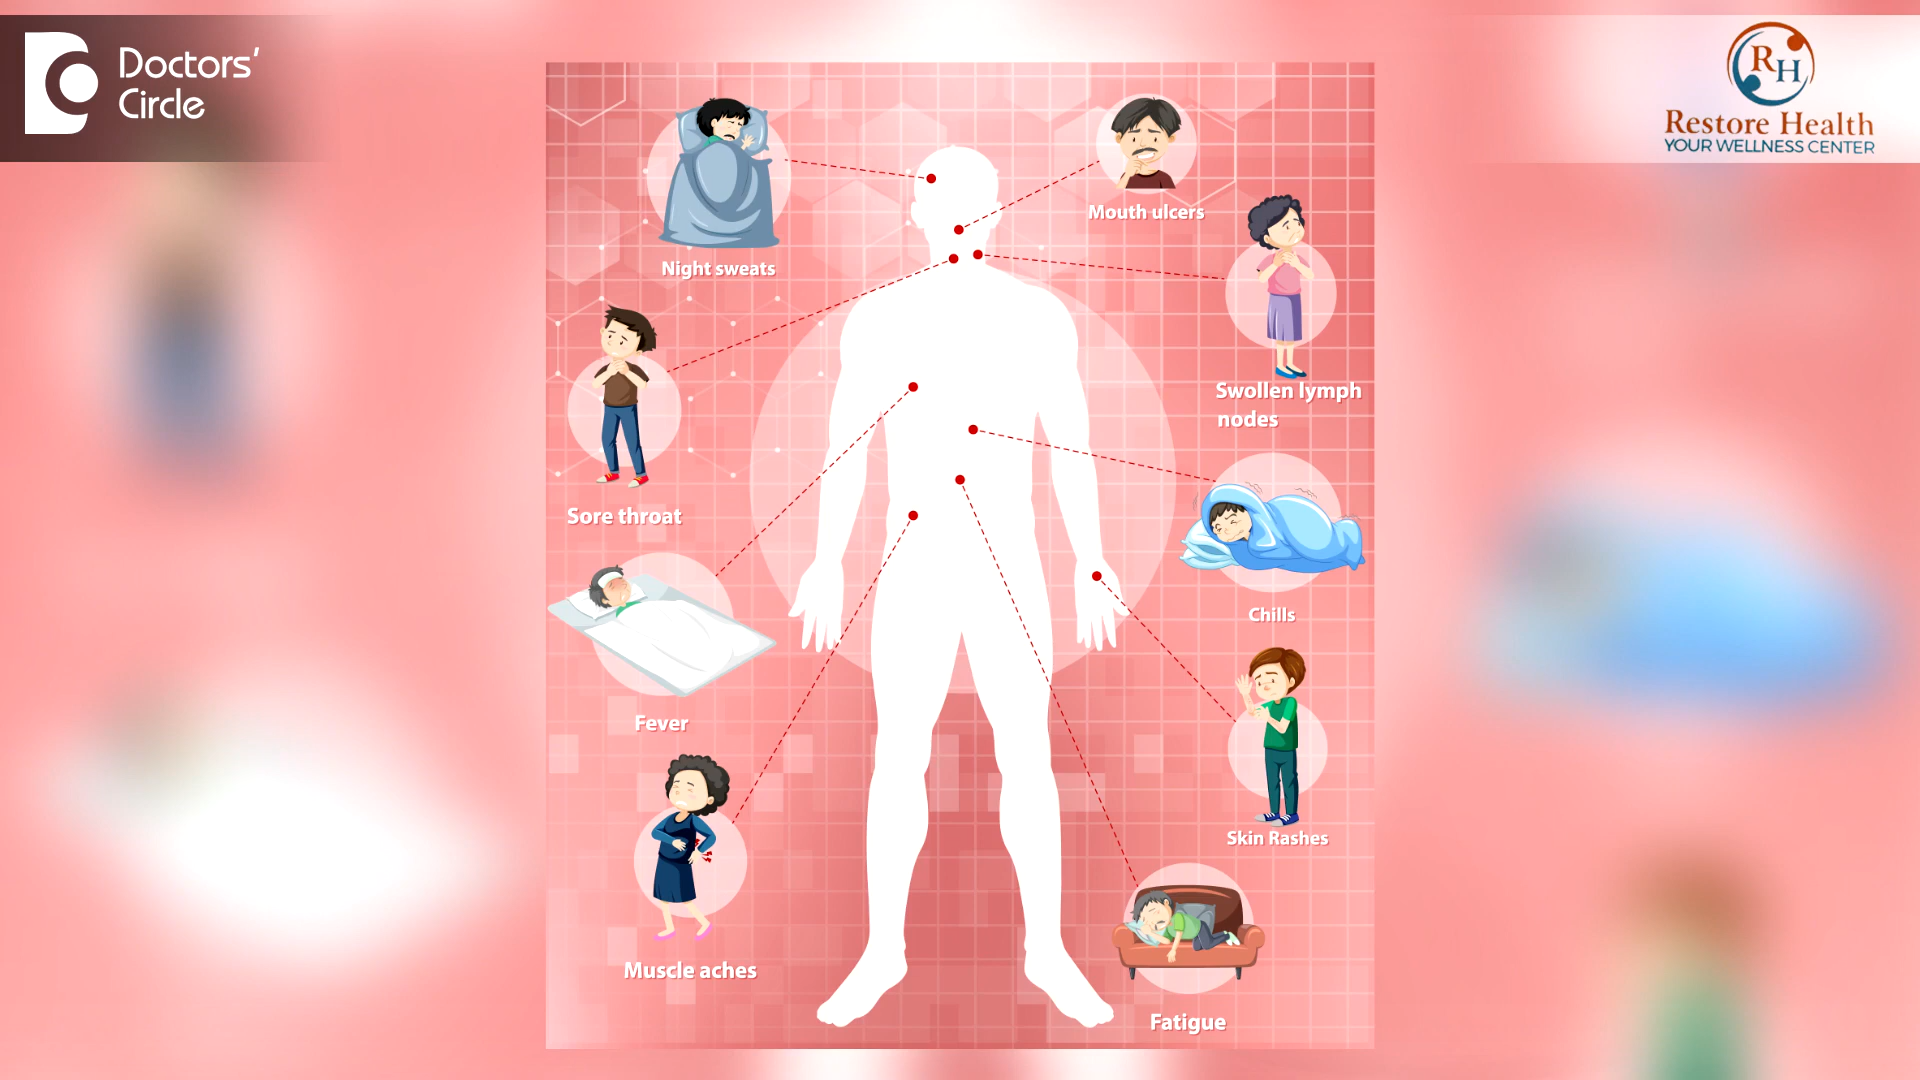 Doctors'
Circle
RH
Restore Health
YOUR WELLNESS CENTER
Night sweats
Mouth ulcers
Swollen lymph
nodes
Sore throat
Chills
Fever
Skin Rashes
Muscle aches
Fatigue